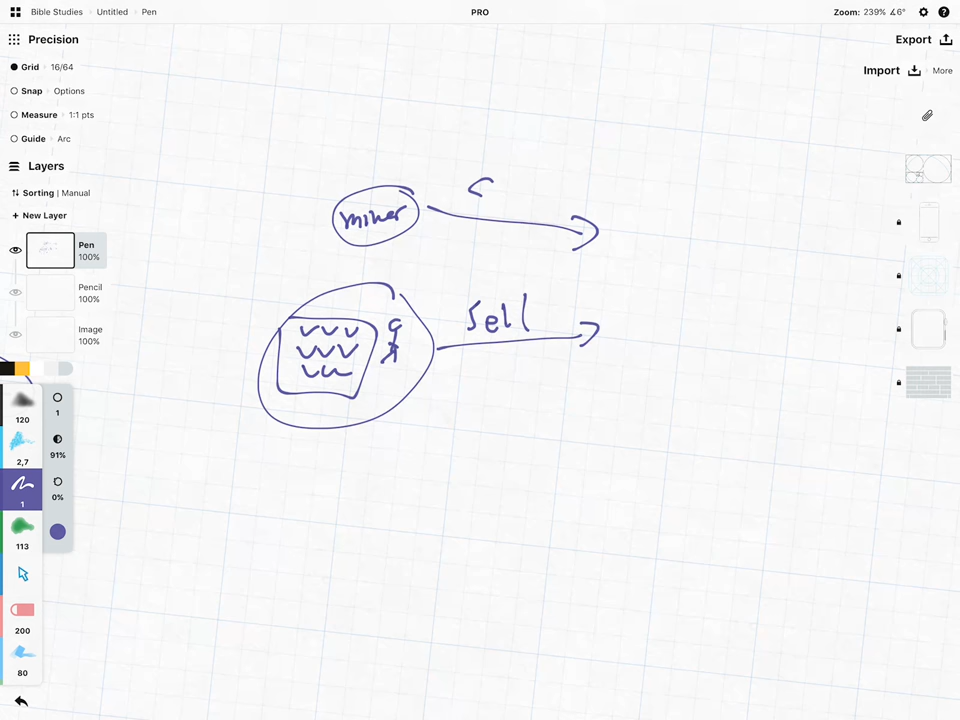 Bible Studies › Untitled › Pen
PRO
Zoom: 239% ∠6°
Precision
Export
Grid › 16/64
Import
More
Snap › Options
Measure › 1:1 pts
Guide › Arc
Layers
Sorting | Manual
+ New Layer
Pen
100%
Pencil
100%
Image
100%
120
1
2,7
91%
1
0%
113
200
80
miner
Sell